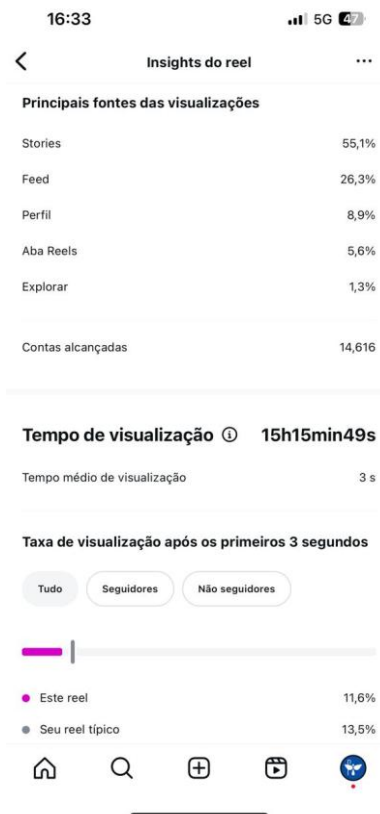 16:33
5G 47
Insights do reel
Principais fontes das visualizações
Stories 55,1%
Feed 26,3%
Perfil 8,9%
Aba Reels 5,6%
Explorar 1,3%
Contas alcançadas 14,616
Tempo de visualização 15h15min49s
Tempo médio de visualização 3 s
Taxa de visualização após os primeiros 3 segundos
Tudo Seguidores Não seguidores
Este reel 11,6%
Seu reel típico 13,5%